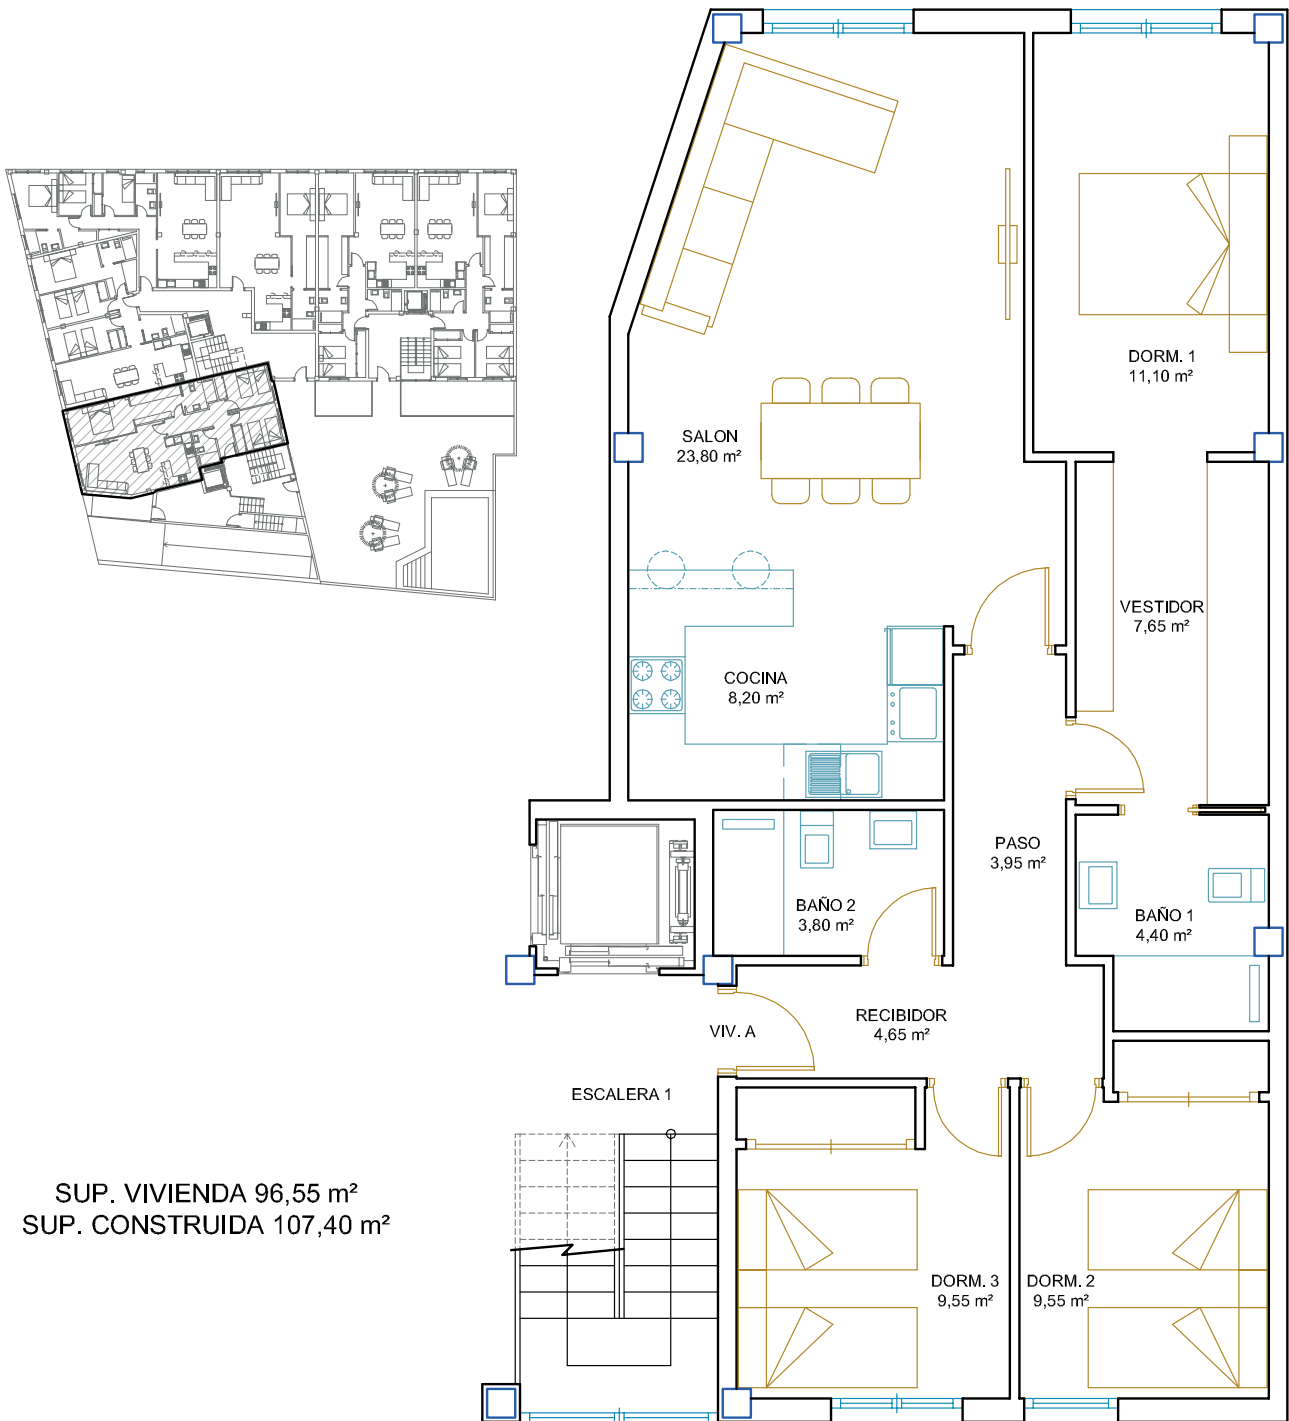 DORM. 1
11,10 m²
SALON
23,80 m²
VESTIDOR
7,65 m²
COCINA
8,20 m²
PASO
3,95 m²
BAÑO 2
3,80 m²
BAÑO 1
4,40 m²
RECIBIDOR
4,65 m²
VIV. A
ESCALERA 1
SUP. VIVIENDA 96,55 m²
SUP. CONSTRUIDA 107,40 m²
DORM. 3
9,55 m²
DORM. 2
9,55 m²